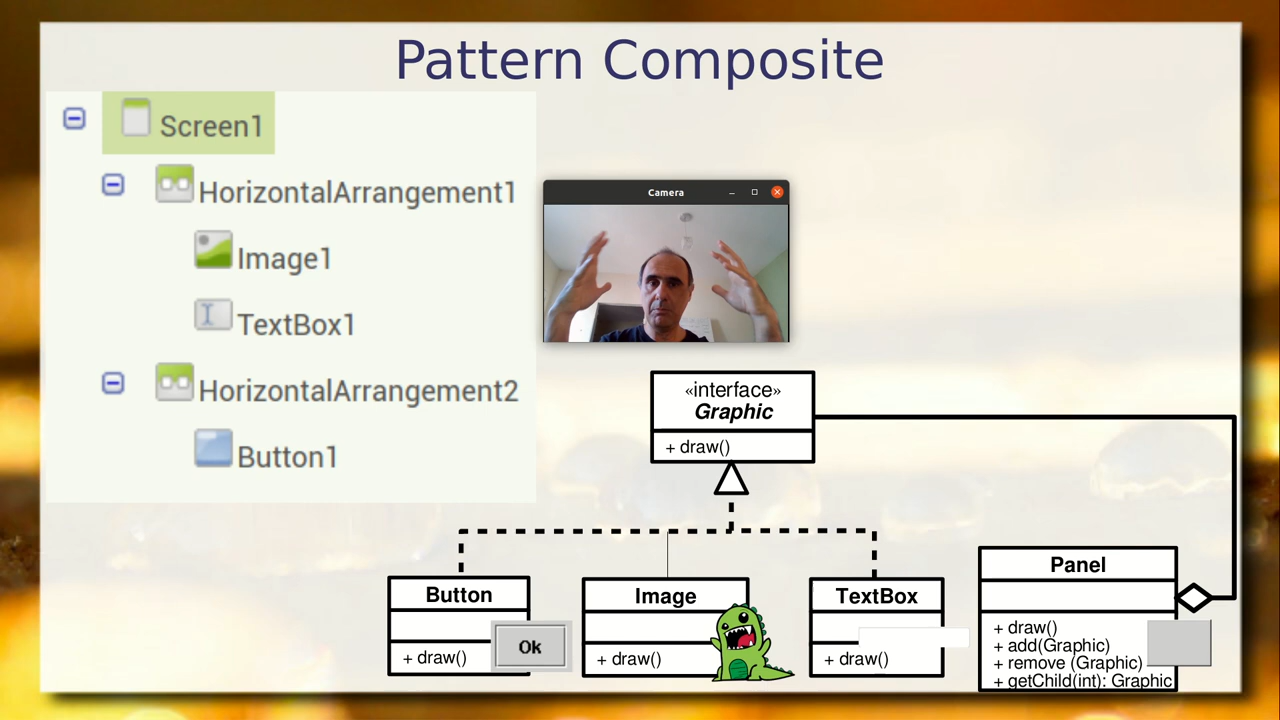 Pattern Composite
Screen1
HorizontalArrangement1
Image1
TextBox1
HorizontalArrangement2
Button1
Camera
«interface»
Graphic
+ draw()
Button
+ draw()
Ok
Image
+ draw()
TextBox
+ draw()
Panel
+ draw()
+ add(Graphic)
+ remove (Graphic)
+ getChild(int): Graphic